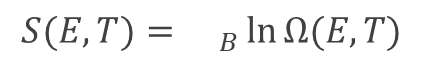 S(E, T) = _B ln Ω(E, T)